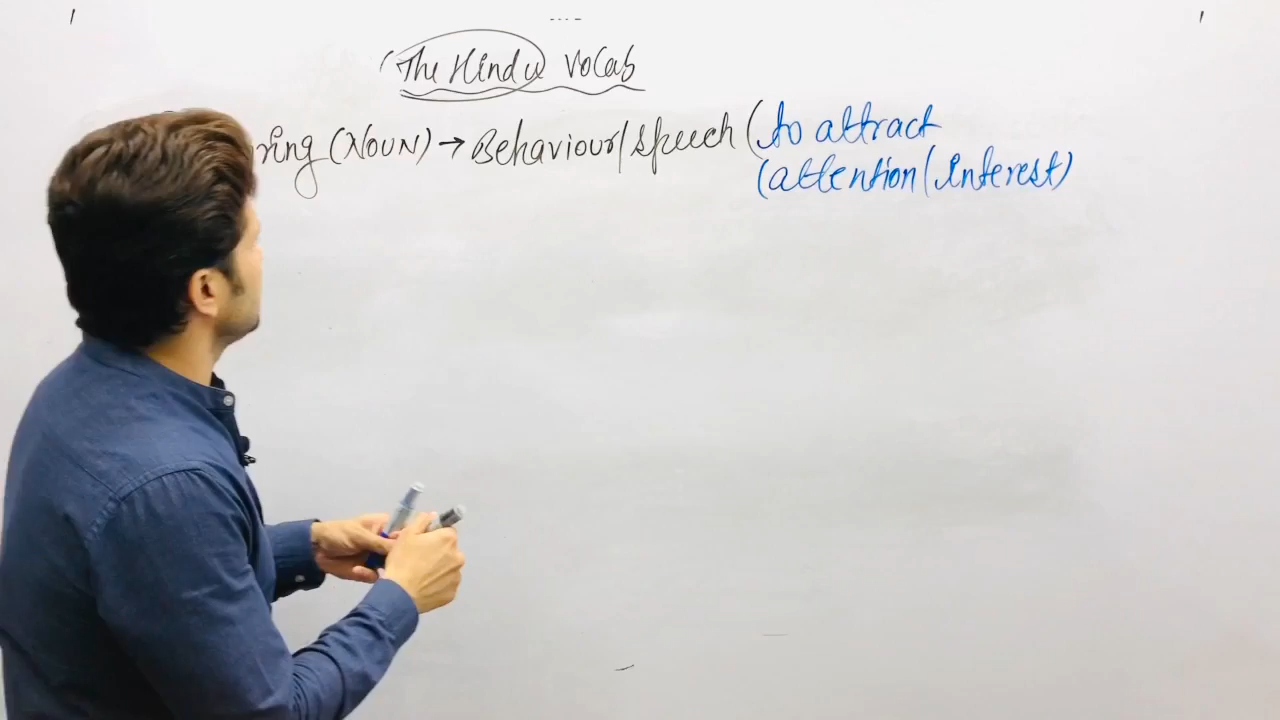 (The Hindu Vocab
ring (NOUN) → Behaviour/speech (to attract
(attention/interest)